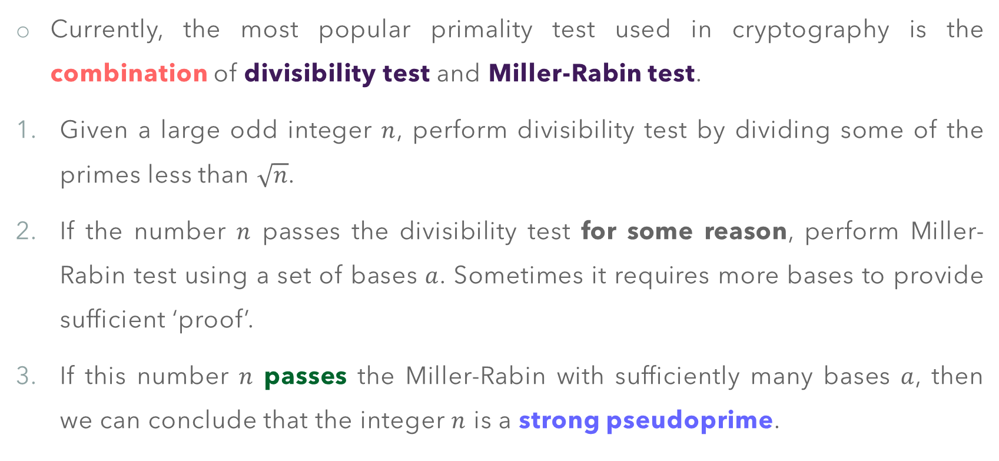 ○ Currently, the most popular primality test used in cryptography is the
combination of divisibility test and Miller-Rabin test.
1. Given a large odd integer n, perform divisibility test by dividing some of the
primes less than √n.
2. If the number n passes the divisibility test for some reason, perform Miller-
Rabin test using a set of bases a. Sometimes it requires more bases to provide
sufficient ‘proof’.
3. If this number n passes the Miller-Rabin with sufficiently many bases a, then
we can conclude that the integer n is a strong pseudoprime.